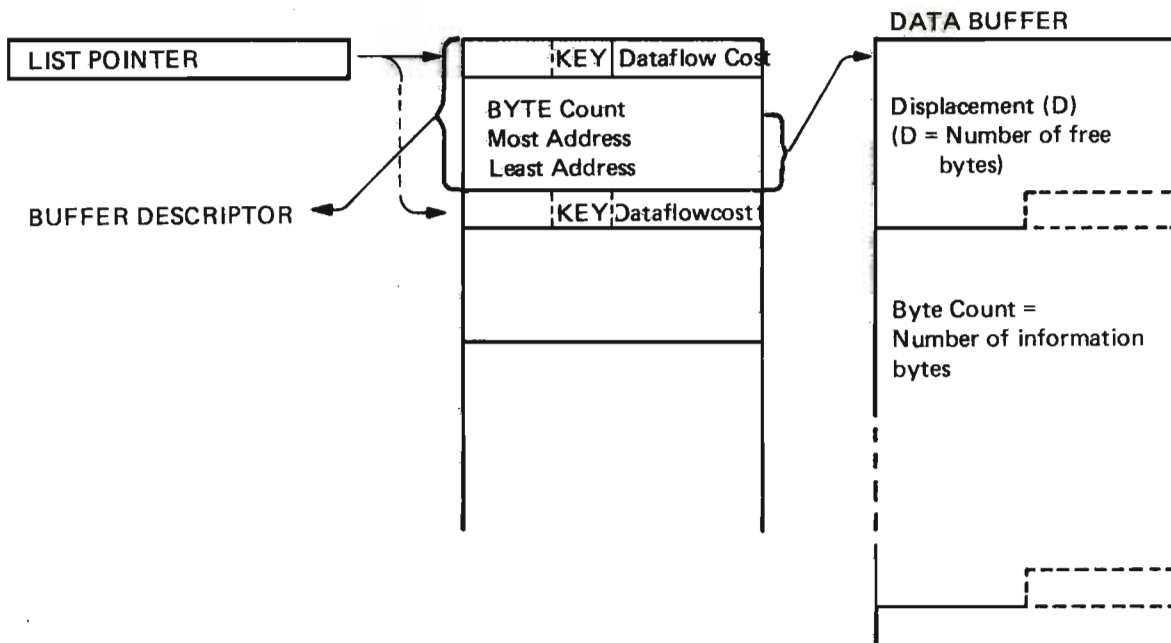 DATA BUFFER
LIST POINTER
KEY Dataflow Cost
BYTE Count
Most Address
Least Address
KEY Dataflowcost
BUFFER DESCRIPTOR
Displacement (D)
(D = Number of free
bytes)
Byte Count =
Number of information
bytes